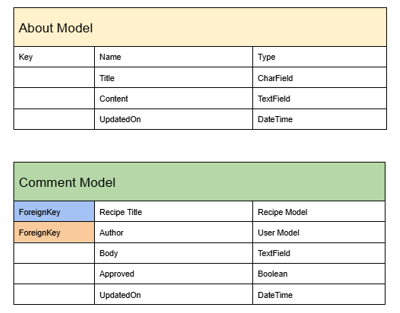 About Model
Key Name Type
Title CharField
Content TextField
UpdatedOn DateTime
Comment Model
ForeignKey Recipe Title Recipe Model
ForeignKey Author User Model
Body TextField
Approved Boolean
UpdatedOn DateTime